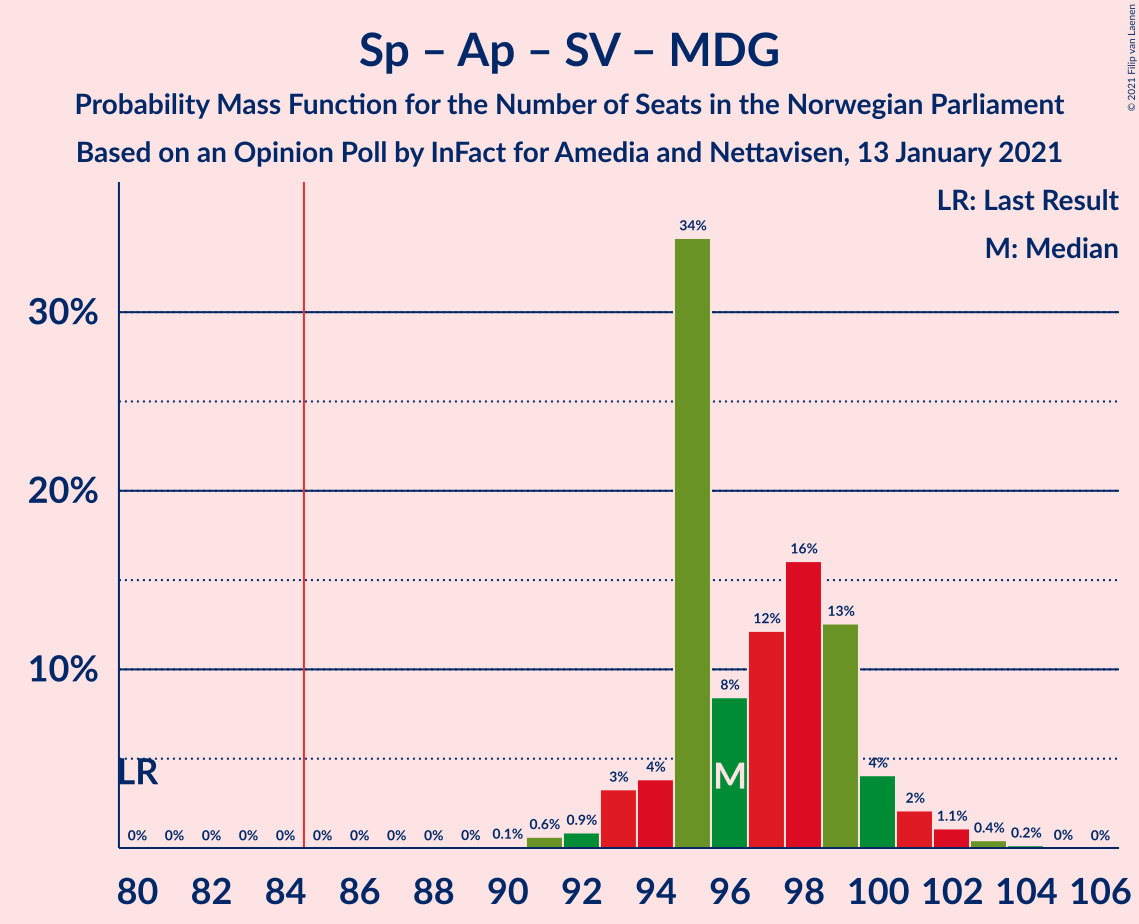 © 2021 Filip van Laenen
Sp – Ap – SV – MDG
Probability Mass Function for the Number of Seats in the Norwegian Parliament
Based on an Opinion Poll by InFact for Amedia and Nettavisen, 13 January 2021
LR: Last Result
M: Median
34%
30%
20%
16%
13%
12%
10%
8%
LR
M
4%
4%
3%
2%
0% 0% 0% 0% 0% 0% 0% 0% 0% 0% 0.1% 0.6% 0.9% 1.1% 0.4% 0.2% 0% 0%
80 82 84 86 88 90 92 94 96 98 100 102 104 106